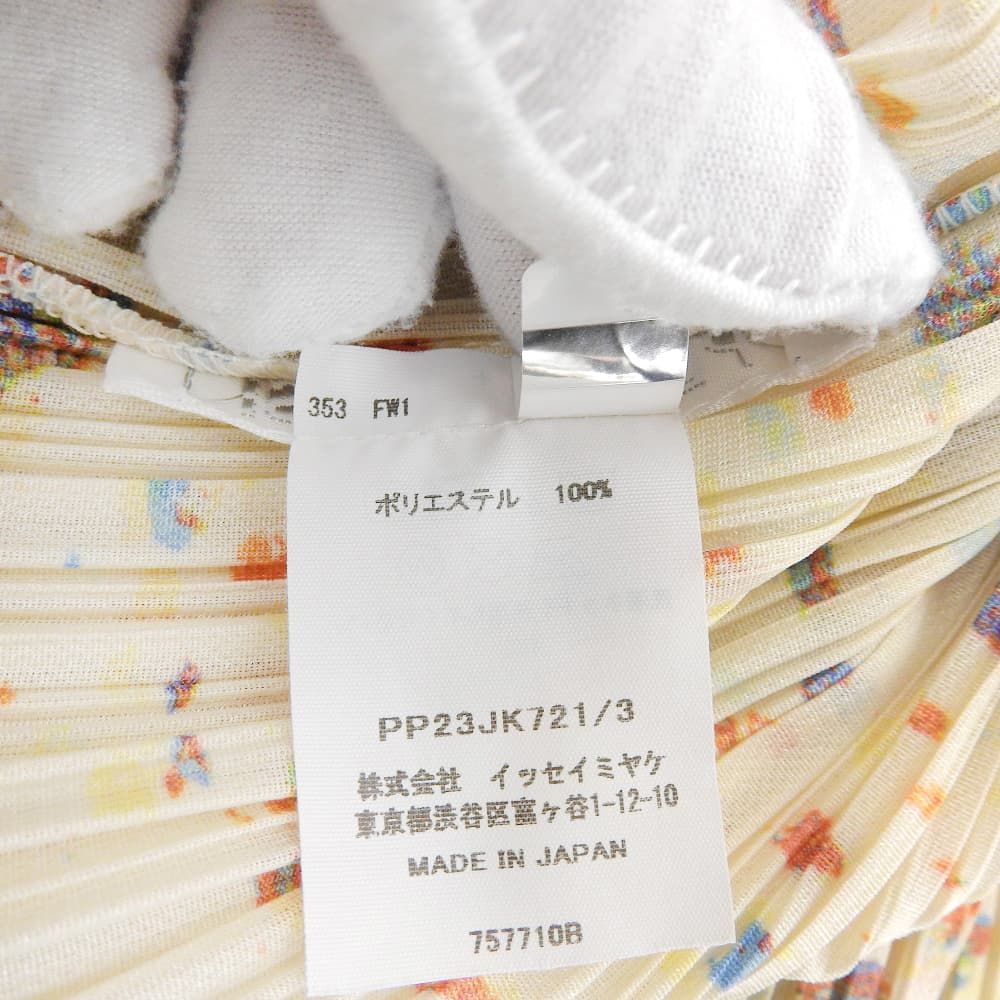 353 FW1
ポリエステル 100%
PP23JK721/3
株式会社 イッセイミヤケ
東京都渋谷区富ヶ谷1-12-10
MADE IN JAPAN
757710B